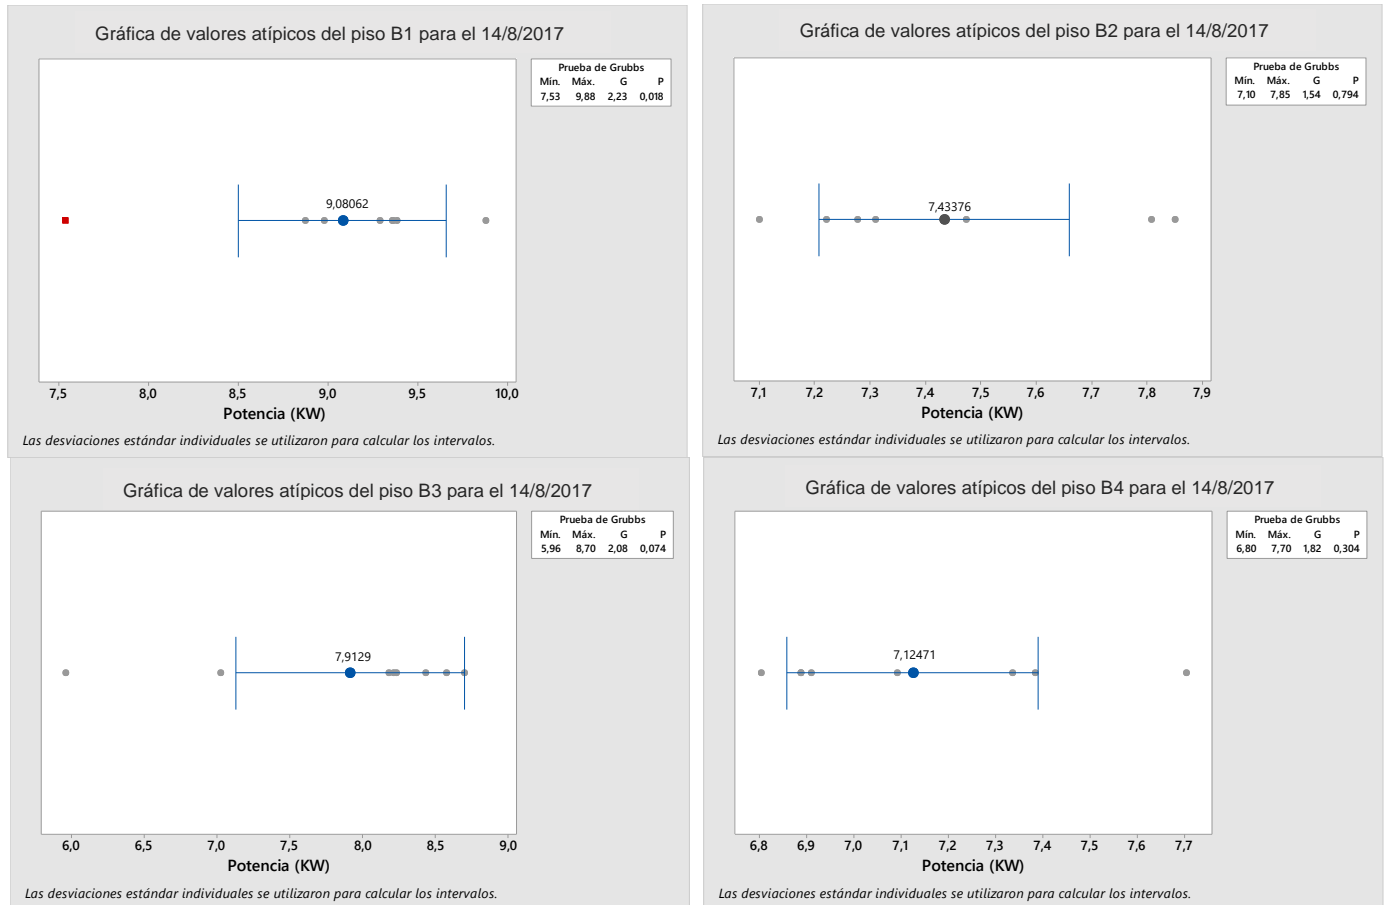 Gráfica de valores atípicos del piso B1 para el 14/8/2017
Prueba de Grubbs
Mín. Máx. G P
7,53 9,88 2,23 0,018
9,08062
7,5 8,0 8,5 9,0 9,5 10,0
Potencia (KW)
Las desviaciones estándar individuales se utilizaron para calcular los intervalos.
Gráfica de valores atípicos del piso B2 para el 14/8/2017
Prueba de Grubbs
Mín. Máx. G P
7,10 7,85 1,54 0,794
7,43376
7,1 7,2 7,3 7,4 7,5 7,6 7,7 7,8 7,9
Potencia (KW)
Las desviaciones estándar individuales se utilizaron para calcular los intervalos.
Gráfica de valores atípicos del piso B3 para el 14/8/2017
Prueba de Grubbs
Mín. Máx. G P
5,96 8,70 2,08 0,074
7,9129
6,0 6,5 7,0 7,5 8,0 8,5 9,0
Potencia (KW)
Las desviaciones estándar individuales se utilizaron para calcular los intervalos.
Gráfica de valores atípicos del piso B4 para el 14/8/2017
Prueba de Grubbs
Mín. Máx. G P
6,80 7,70 1,82 0,304
7,12471
6,8 6,9 7,0 7,1 7,2 7,3 7,4 7,5 7,6 7,7
Potencia (KW)
Las desviaciones estándar individuales se utilizaron para calcular los intervalos.